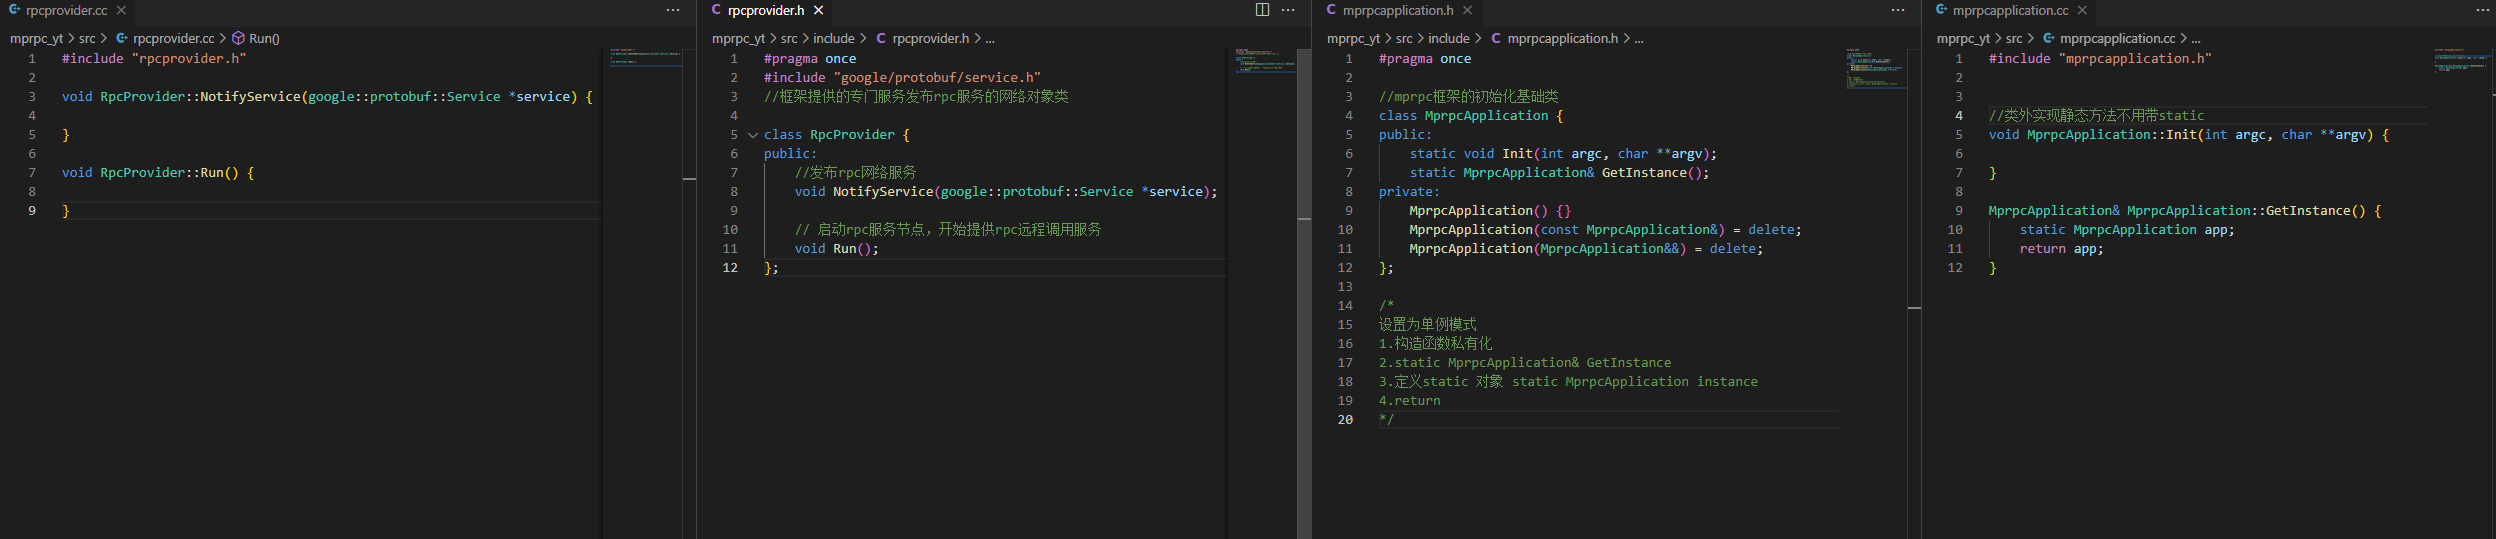 rpcprovider.cc
mprpc_yt > src > rpcprovider.cc > Run()
1 #include "rpcprovider.h"
2
3 void RpcProvider::NotifyService(google::protobuf::Service *service) {
4
5 }
6
7 void RpcProvider::Run() {
8
9 }
rpcprovider.h
mprpc_yt > src > include > C rpcprovider.h > ...
1 #pragma once
2 #include "google/protobuf/service.h"
3 //框架提供的专门服务发布rpc服务的网络对象类
4
5 class RpcProvider {
6 public:
7 //发布rpc网络服务
8 void NotifyService(google::protobuf::Service *service);
9
10 // 启动rpc服务节点，开始提供rpc远程调用服务
11 void Run();
12 };
mprpcapplication.h
mprpc_yt > src > include > C mprpcapplication.h > ...
1 #pragma once
2
3 //mprpc框架的初始化基础类
4 class MprpcApplication {
5 public:
6 static void Init(int argc, char **argv);
7 static MprpcApplication& GetInstance();
8 private:
9 MprpcApplication() {}
10 MprpcApplication(const MprpcApplication&) = delete;
11 MprpcApplication(MprpcApplication&&) = delete;
12 };
13
14 /*
15 设置为单例模式
16 1.构造函数私有化
17 2.static MprpcApplication& GetInstance
18 3.定义static 对象 static MprpcApplication instance
19 4.return
20 */
mprpcapplication.cc
mprpc_yt > src > mprpcapplication.cc > ...
1 #include "mprpcapplication.h"
2
3
4 //类外实现静态方法不用带static
5 void MprpcApplication::Init(int argc, char **argv) {
6
7 }
8
9 MprpcApplication& MprpcApplication::GetInstance() {
10 static MprpcApplication app;
11 return app;
12 }